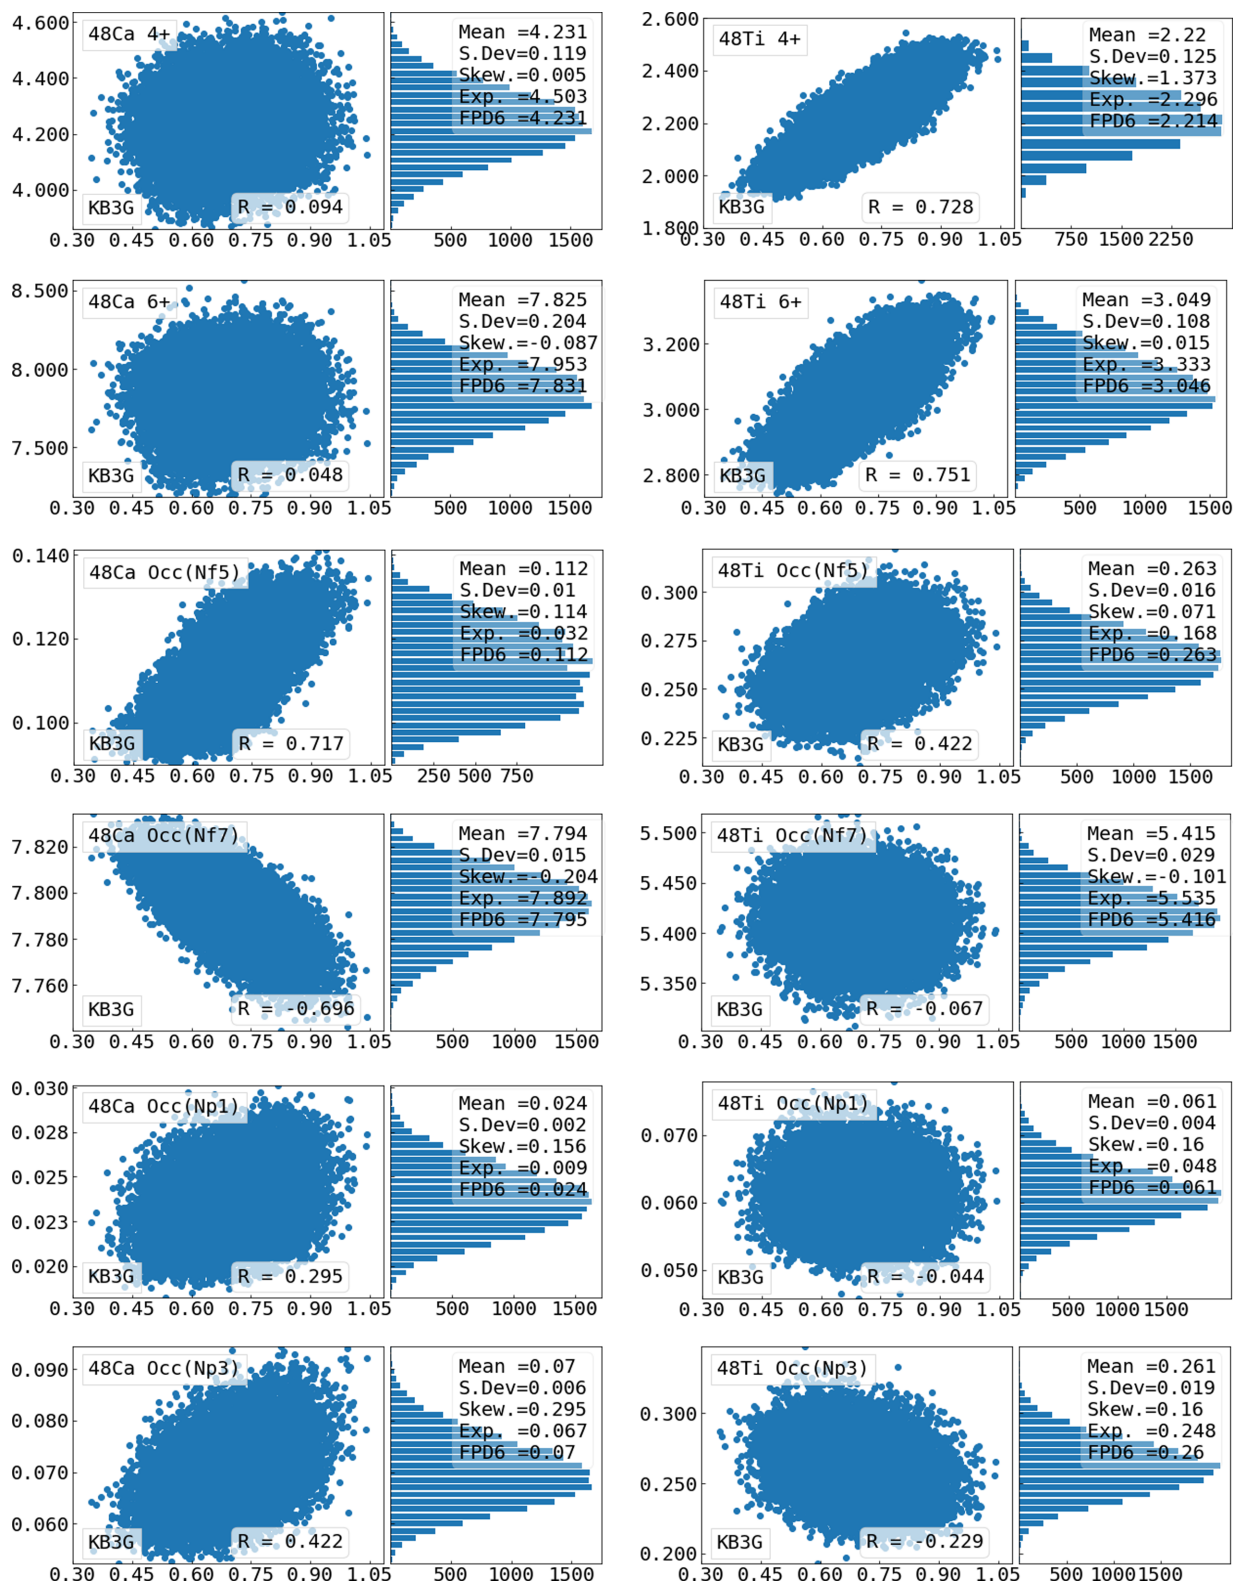 48Ca 4+
4.600
4.400
4.200
4.000
KB3G
R = 0.094
0.30 0.45 0.60 0.75 0.90 1.05
Mean =4.231
S.Dev=0.119
Skew.=0.005
Exp. =4.503
FPD6 =4.231
500 1000 1500
48Ti 4+
2.600
2.400
2.200
2.000
1.800
KB3G
R = 0.728
0.30 0.45 0.60 0.75 0.90 1.05
Mean =2.22
S.Dev=0.125
Skew.=1.373
Exp. =2.296
FPD6 =2.214
750 1500 2250
48Ca 6+
8.500
8.000
7.500
KB3G
R = 0.048
0.30 0.45 0.60 0.75 0.90 1.05
Mean =7.825
S.Dev=0.204
Skew.=-0.087
Exp. =7.953
FPD6 =7.831
500 1000 1500
48Ti 6+
3.200
3.000
2.800
KB3G
R = 0.751
0.30 0.45 0.60 0.75 0.90 1.05
Mean =3.049
S.Dev=0.108
Skew.=0.015
Exp. =3.333
FPD6 =3.046
500 1000 1500
48Ca Occ(Nf5)
0.140
0.120
0.100
KB3G
R = 0.717
0.30 0.45 0.60 0.75 0.90 1.05
Mean =0.112
S.Dev=0.01
Skew.=0.114
Exp. =0.032
FPD6 =0.112
250 500 750
48Ti Occ(Nf5)
0.300
0.275
0.250
0.225
KB3G
R = 0.422
0.30 0.45 0.60 0.75 0.90 1.05
Mean =0.263
S.Dev=0.016
Skew.=0.071
Exp. =0.168
FPD6 =0.263
500 1000 1500
48Ca Occ(Nf7)
7.820
7.800
7.780
7.760
KB3G
R = -0.696
0.30 0.45 0.60 0.75 0.90 1.05
Mean =7.794
S.Dev=0.015
Skew.=-0.204
Exp. =7.892
FPD6 =7.795
500 1000 1500
48Ti Occ(Nf7)
5.500
5.450
5.400
5.350
KB3G
R = -0.067
0.30 0.45 0.60 0.75 0.90 1.05
Mean =5.415
S.Dev=0.029
Skew.=-0.101
Exp. =5.535
FPD6 =5.416
500 1000 1500
48Ca Occ(Np1)
0.030
0.028
0.025
0.023
0.020
KB3G
R = 0.295
0.30 0.45 0.60 0.75 0.90 1.05
Mean =0.024
S.Dev=0.002
Skew.=0.156
Exp. =0.009
FPD6 =0.024
500 1000 1500
48Ti Occ(Np1)
0.070
0.060
0.050
KB3G
R = -0.044
0.30 0.45 0.60 0.75 0.90 1.05
Mean =0.061
S.Dev=0.004
Skew.=0.16
Exp. =0.048
FPD6 =0.061
500 1000 1500
48Ca Occ(Np3)
0.090
0.080
0.070
0.060
KB3G
R = 0.422
0.30 0.45 0.60 0.75 0.90 1.05
Mean =0.07
S.Dev=0.006
Skew.=0.295
Exp. =0.067
FPD6 =0.07
500 1000 1500
48Ti Occ(Np3)
0.300
0.250
0.200
KB3G
R = -0.229
0.30 0.45 0.60 0.75 0.90 1.05
Mean =0.261
S.Dev=0.019
Skew.=0.16
Exp. =0.248
FPD6 =0.26
500 1000 1500